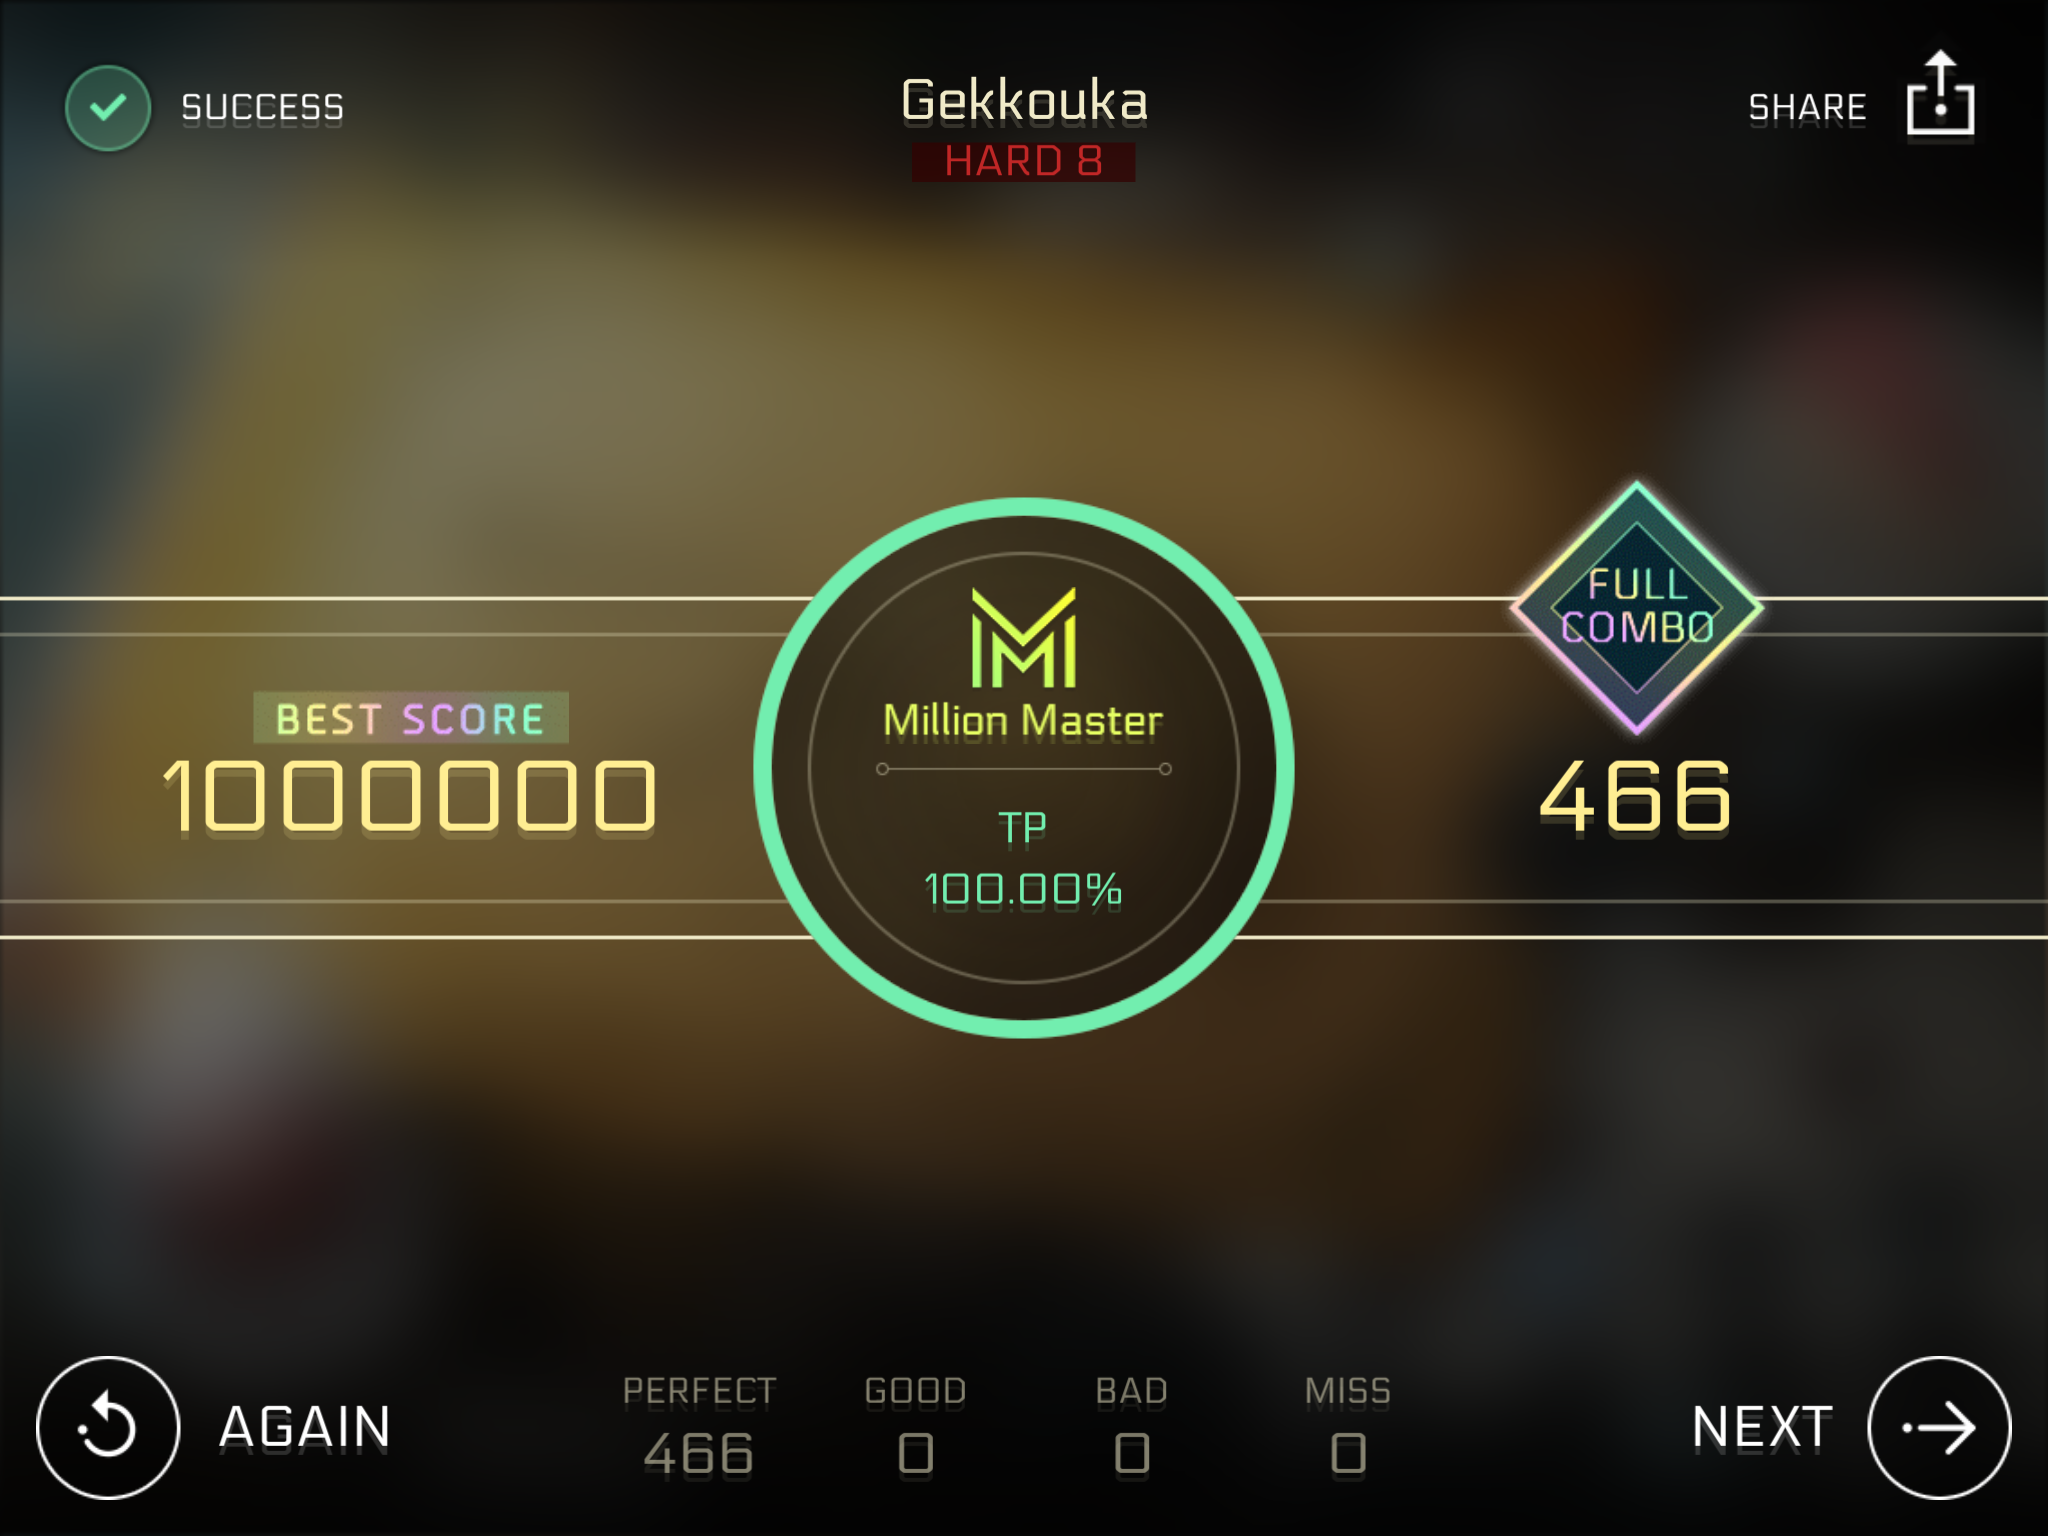 SUCCESS
Gekkouka
HARD 8
SHARE
FULL
COMBO
BEST SCORE
1000000
Million Master
TP
100.00%
466
AGAIN
PERFECT
466
GOOD
0
BAD
0
MISS
0
NEXT